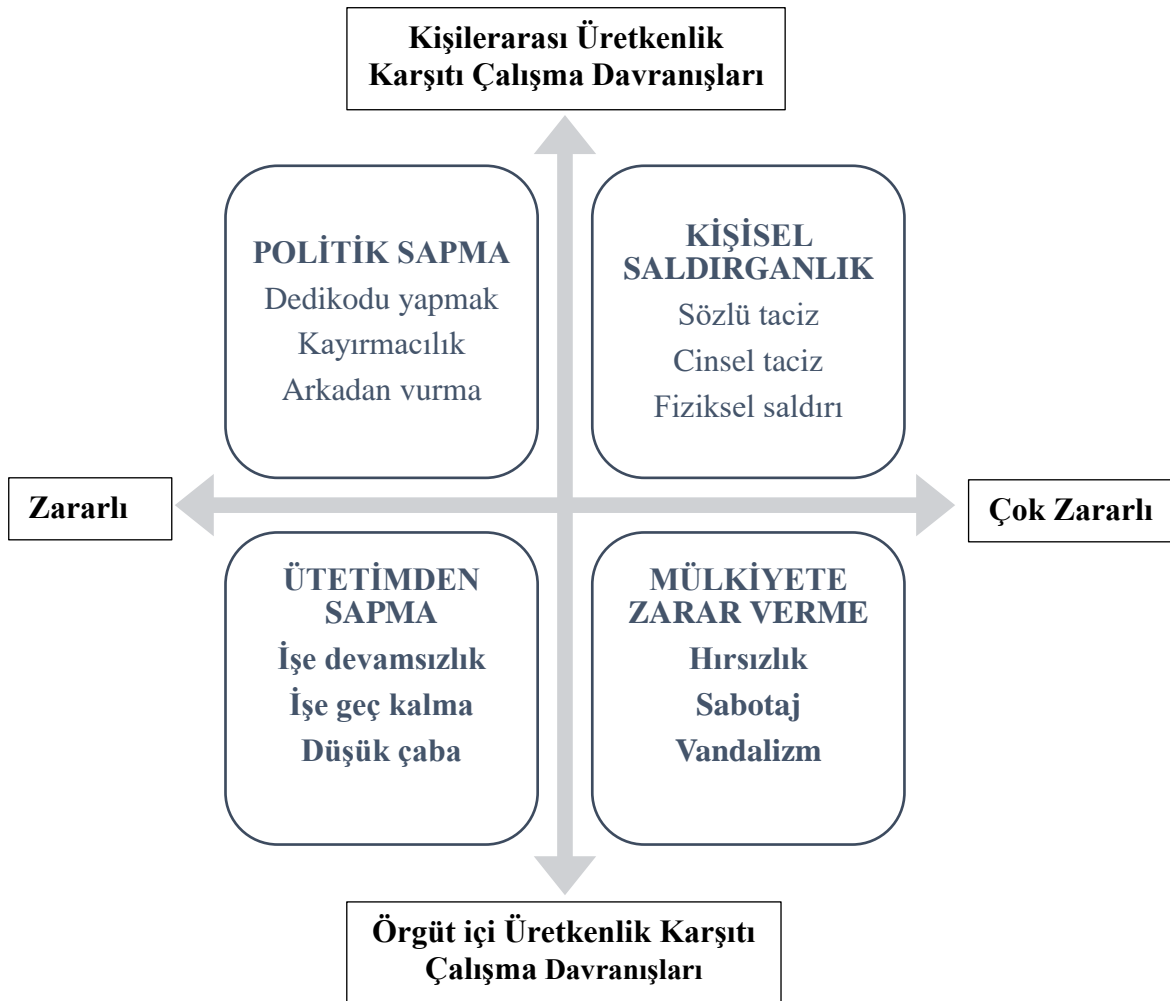 Kişilerarası Üretkenlik
Karşıtı Çalışma Davranışları
POLİTİK SAPMA
Dedikodu yapmak
Kayırmacılık
Arkadan vurma
KİŞİSEL
SALDIRGANLIK
Sözlü taciz
Cinsel taciz
Fiziksel saldırı
Zararlı
Çok Zararlı
ÜTETİMDEN
SAPMA
İşe devamsızlık
İşe geç kalma
Düşük çaba
MÜLKİYETE
ZARAR VERME
Hırsızlık
Sabotaj
Vandalizm
Örgüt içi Üretkenlik Karşıtı
Çalışma Davranışları